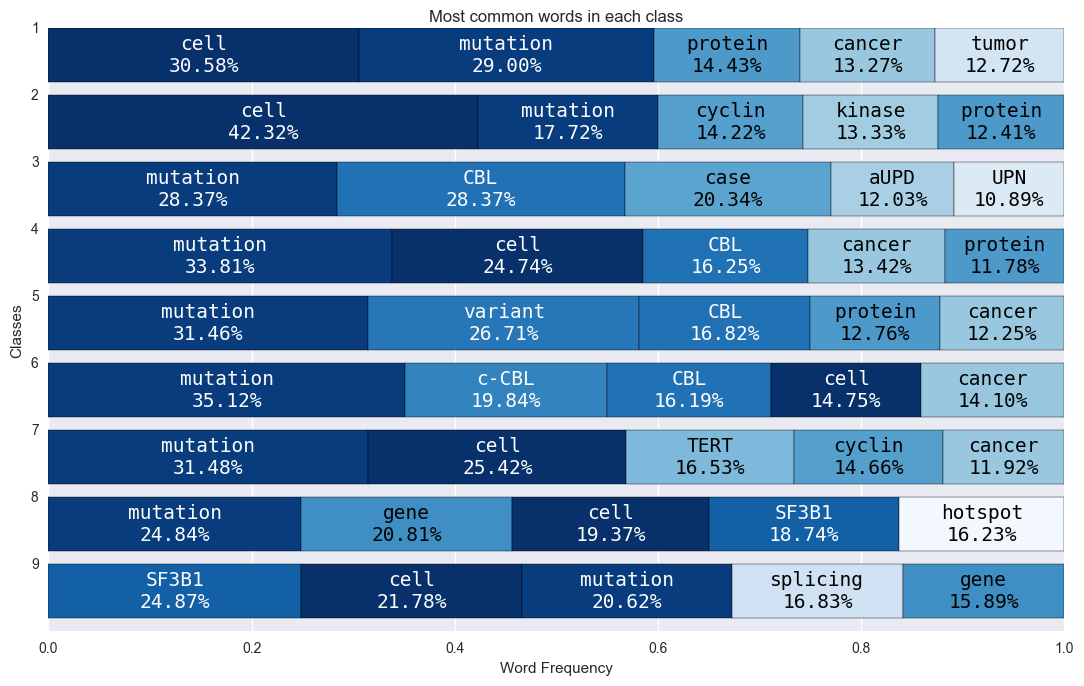 Most common words in each class
1
cell mutation protein cancer tumor
30.58% 29.00% 14.43% 13.27% 12.72%
2
cell mutation cyclin kinase protein
42.32% 17.72% 14.22% 13.33% 12.41%
3
mutation CBL case aUPD UPN
28.37% 28.37% 20.34% 12.03% 10.89%
4
mutation cell CBL cancer protein
33.81% 24.74% 16.25% 13.42% 11.78%
5
mutation variant CBL protein cancer
31.46% 26.71% 16.82% 12.76% 12.25%
6
mutation c-CBL CBL cell cancer
35.12% 19.84% 16.19% 14.75% 14.10%
7
mutation cell TERT cyclin cancer
31.48% 25.42% 16.53% 14.66% 11.92%
8
mutation gene cell SF3B1 hotspot
24.84% 20.81% 19.37% 18.74% 16.23%
9
SF3B1 cell mutation splicing gene
24.87% 21.78% 20.62% 16.83% 15.89%
Classes
0.0 0.2 0.4 0.6 0.8 1.0
Word Frequency